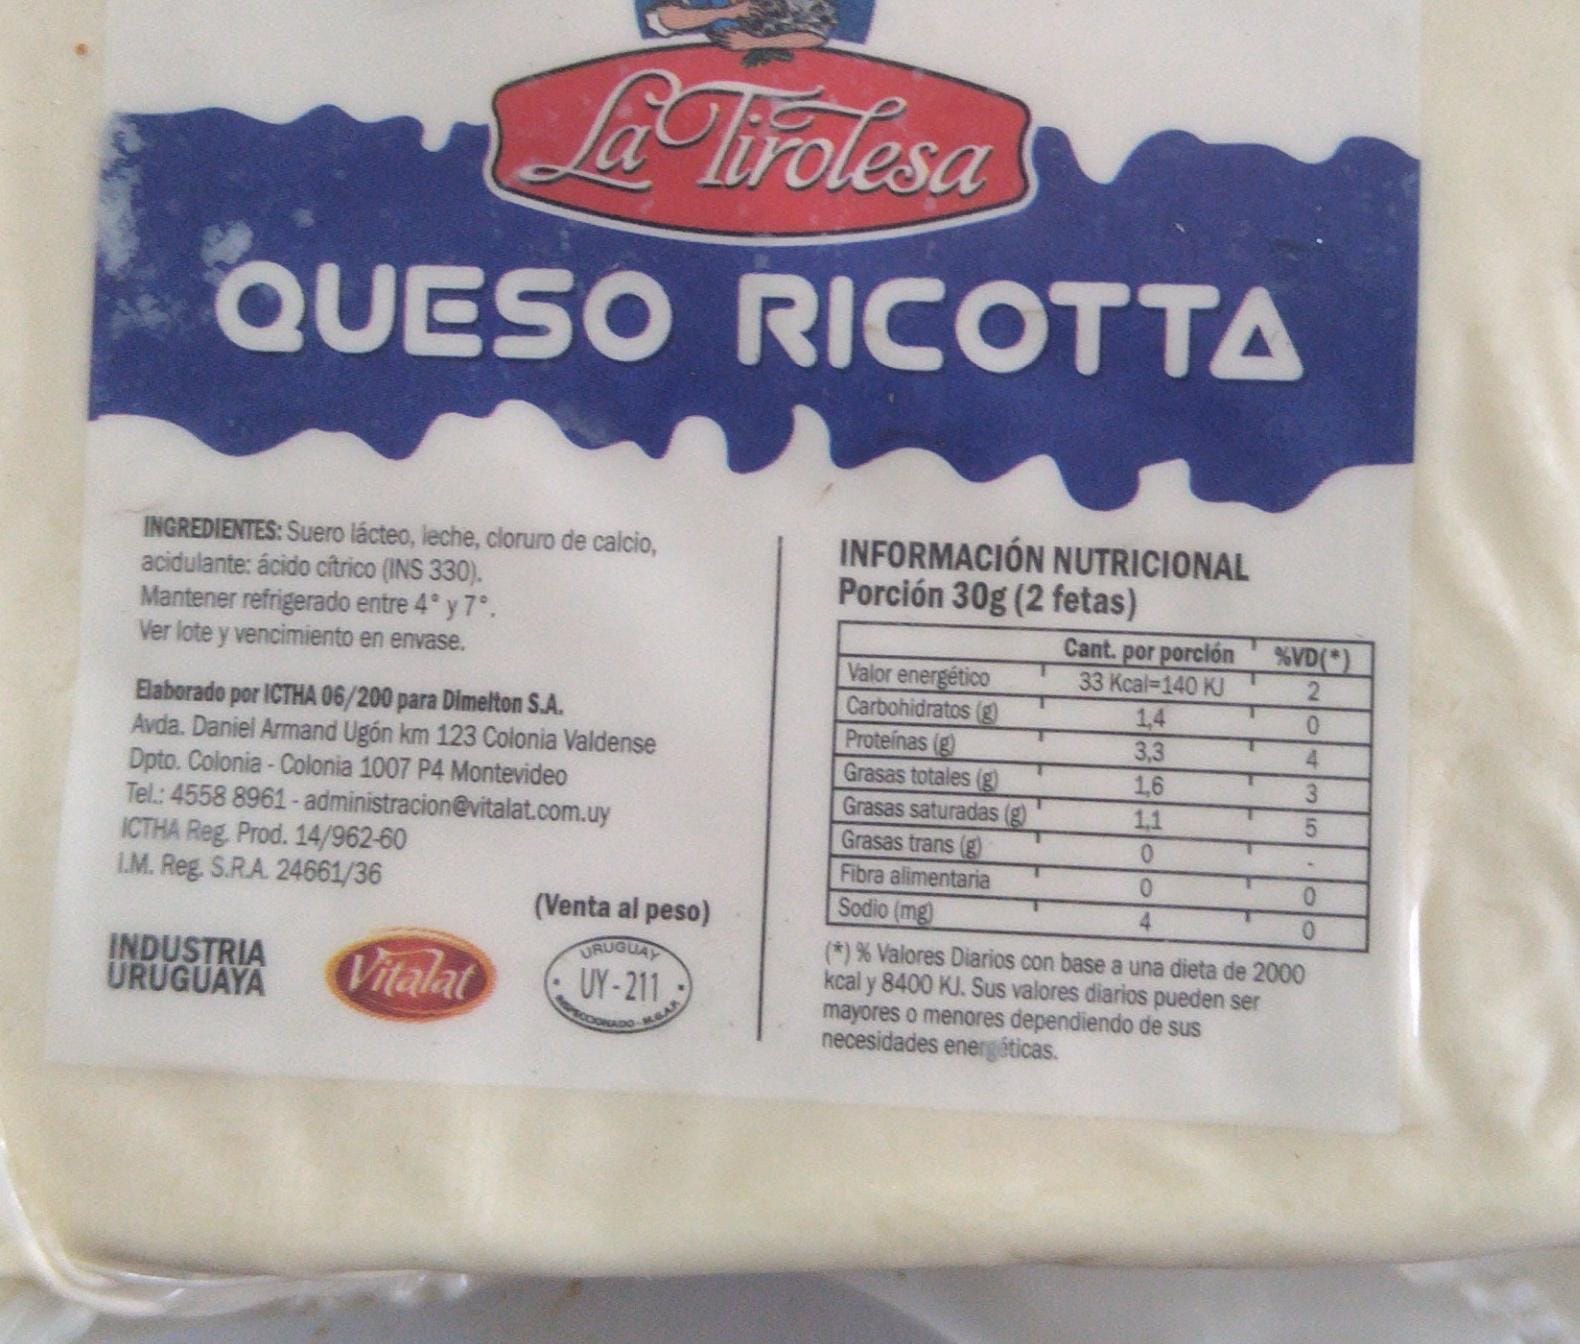 La Tirolesa
QUESO RICOTTA
INGREDIENTES: Suero lácteo, leche, cloruro de calcio,
acidulante: ácido cítrico (INS 330).
Mantener refrigerado entre 4° y 7°.
Ver lote y vencimiento en envase.
Elaborado por ICTHA 06/200 para Dimelton S.A.
Avda. Daniel Armand Ugón km 123 Colonia Valdense
Dpto. Colonia - Colonia 1007 P4 Montevideo
Tel.: 4558 8961 - administracion@vitalat.com.uy
ICTHA Reg. Prod. 14/962-60
I.M. Reg. S.R.A. 24661/36
(Venta al peso)
INDUSTRIA
URUGUAYA
Vitalat
URUGUAY
UY-211
INSPECCIONADO - M.G.A.P.
INFORMACIÓN NUTRICIONAL
Porción 30g (2 fetas)
Cant. por porción %VD(*)
Valor energético 33 Kcal=140 KJ 2
Carbohidratos (g) 1,4 0
Proteínas (g) 3,3 4
Grasas totales (g) 1,6 3
Grasas saturadas (g) 1,1 5
Grasas trans (g) 0 -
Fibra alimentaria 0 0
Sodio (mg) 4 0
(*) % Valores Diarios con base a una dieta de 2000
kcal y 8400 KJ. Sus valores diarios pueden ser
mayores o menores dependiendo de sus
necesidades energéticas.